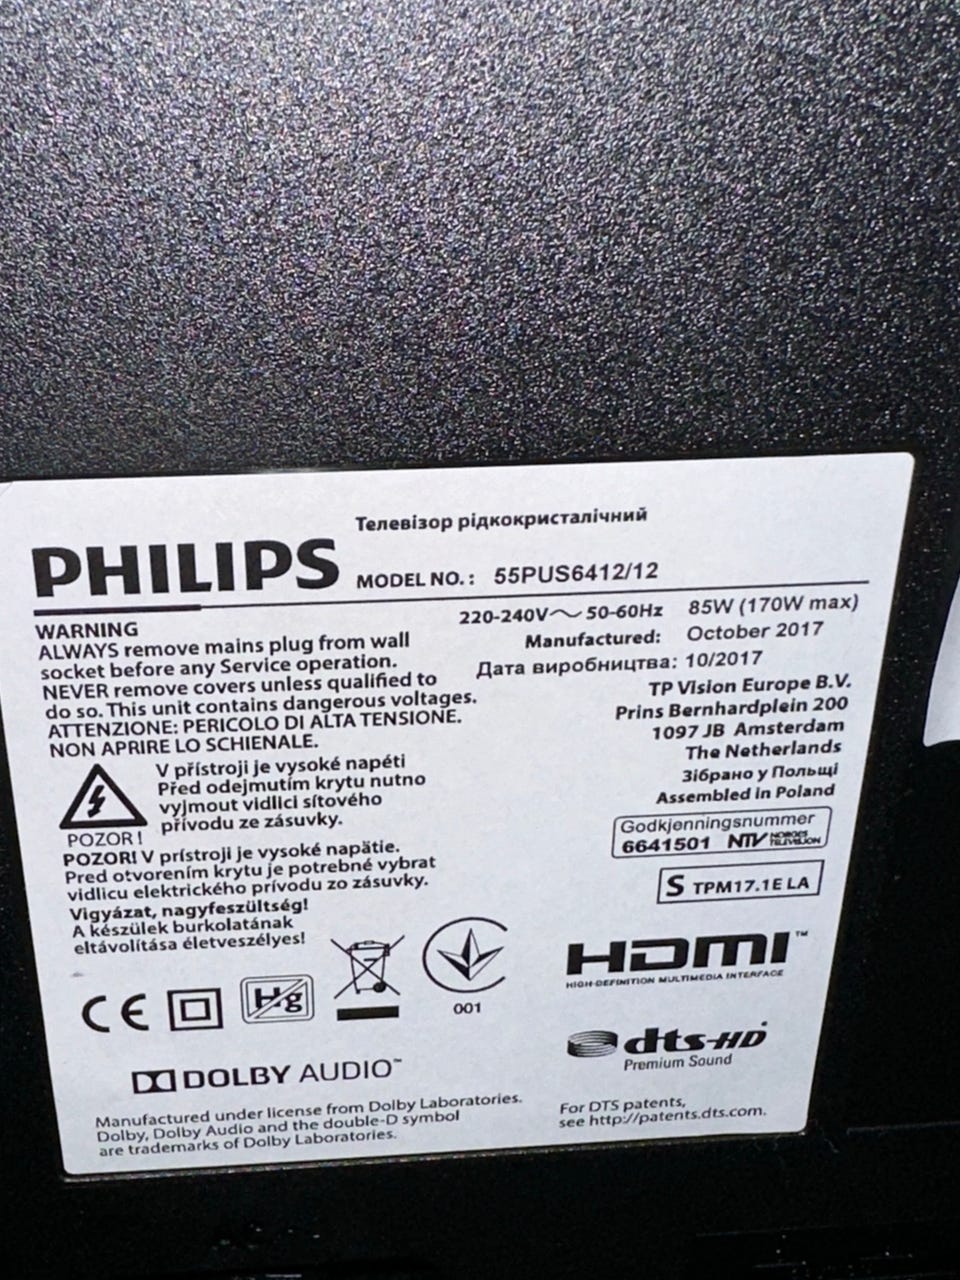 Телевізор рідкокристалічний
PHILIPS MODEL NO.: 55PUS6412/12
220-240V～ 50-60Hz 85W (170W max)
Manufactured: October 2017
Дата виробництва: 10/2017
TP Vision Europe B.V.
Prins Bernhardplein 200
1097 JB Amsterdam
The Netherlands
Зібрано у Польщі
Assembled in Poland
WARNING
ALWAYS remove mains plug from wall
socket before any Service operation.
NEVER remove covers unless qualified to
do so. This unit contains dangerous voltages.
ATTENZIONE: PERICOLO DI ALTA TENSIONE.
NON APRIRE LO SCHIENALE.
V přístroji je vysoké napéti
Před odejmutím krytu nutno
vyjmout vidlici sítového
přívodu ze zásuvky.
POZOR!
POZOR! V prístroji je vysoké napätie.
Pred otvorením krytu je potrebné vybrat
vidlicu elektrického prívodu zo zásuvky.
Vigyázat, nagyfeszültség!
A készülek burkolatának
eltávolítása életveszélyes!
Godkjenningsnummer
6641501 NTV NORGES TELEVISJON
S TPM17.1E LA
CE Hg 001
HDMI™
HIGH-DEFINITION MULTIMEDIA INTERFACE
dts-HD
Premium Sound
DOLBY AUDIO™
Manufactured under license from Dolby Laboratories.
Dolby, Dolby Audio and the double-D symbol
are trademarks of Dolby Laboratories.
For DTS patents,
see http://patents.dts.com.